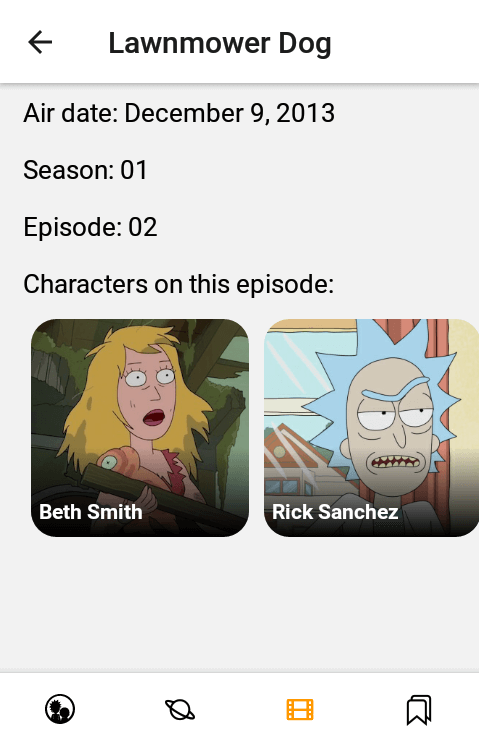 Lawnmower Dog
Air date: December 9, 2013
Season: 01
Episode: 02
Characters on this episode:
Beth Smith
Rick Sanchez